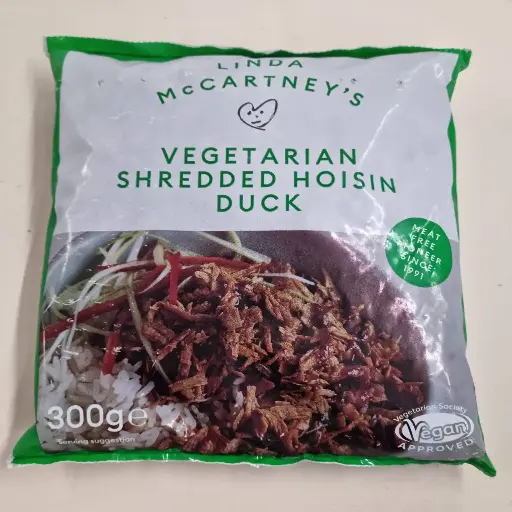 LINDA
McCARTNEY'S
VEGETARIAN
SHREDDED HOISIN
DUCK
MEAT
FREE
PIONEER
SINCE
1991
300g℮
Serving suggestion
Vegetarian Society
Vegan
APPROVED